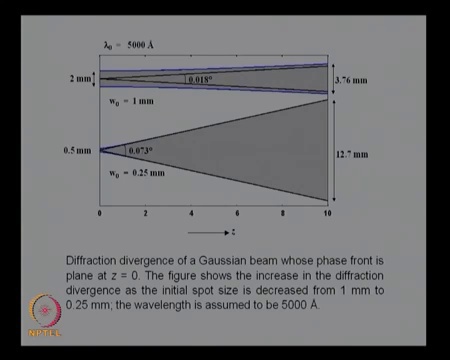 λ₀ = 5000 Å
2 mm
0.018°
3.76 mm
w₀ = 1 mm
0.5 mm
0.073°
12.7 mm
w₀ = 0.25 mm
0 2 4 6 8 10
z
Diffraction divergence of a Gaussian beam whose phase front is
plane at z = 0. The figure shows the increase in the diffraction
divergence as the initial spot size is decreased from 1 mm to
0.25 mm; the wavelength is assumed to be 5000 Å.
NPTEL